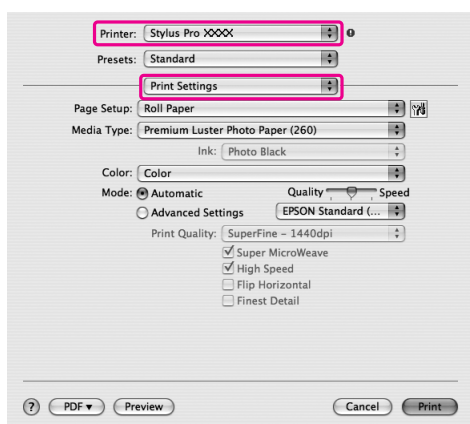 Printer: Stylus Pro XXXX
Presets: Standard
Print Settings
Page Setup: Roll Paper
Media Type: Premium Luster Photo Paper (260)
Ink: Photo Black
Color: Color
Mode: Automatic Quality Speed
Advanced Settings EPSON Standard (...
Print Quality: SuperFine – 1440dpi
Super MicroWeave
High Speed
Flip Horizontal
Finest Detail
? PDF▼ Preview Cancel Print